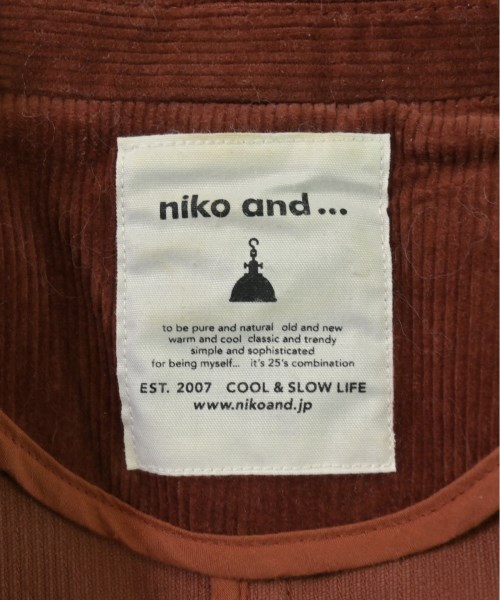 niko and ...
to be pure and natural old and new
warm and cool classic and trendy
simple and sophisticated
for being myself... it's 25's combination
EST. 2007 COOL & SLOW LIFE
www.nikoand.jp